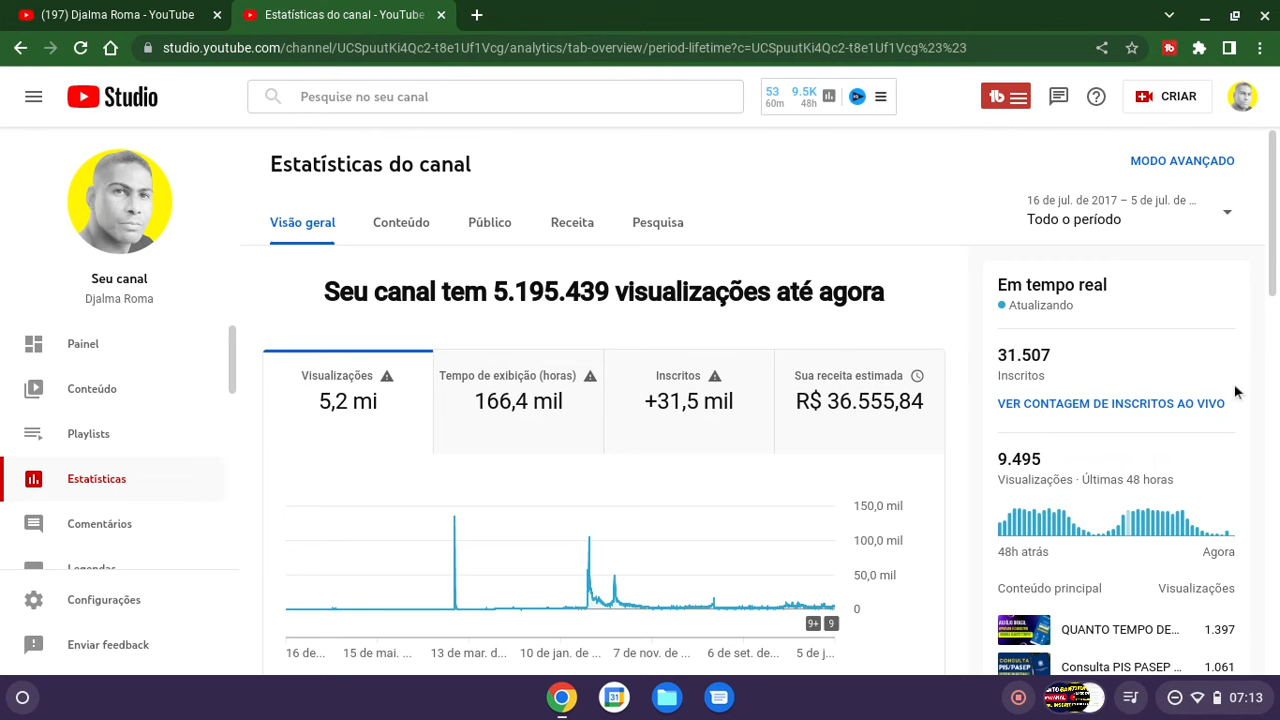 (197) Djalma Roma - YouTube
Estatísticas do canal - YouTube
studio.youtube.com/channel/UCSpuutKi4Qc2-t8e1Uf1Vcg/analytics/tab-overview/period-lifetime?c=UCSpuutKi4Qc2-t8e1Uf1Vcg%23%23
Studio
Pesquise no seu canal
53 9.5K
60m 48h
tb
CRIAR
Estatísticas do canal
MODO AVANÇADO
16 de jul. de 2017 – 5 de jul. de ...
Todo o período
Visão geral Conteúdo Público Receita Pesquisa
Seu canal
Djalma Roma
Painel
Conteúdo
Playlists
Estatísticas
Comentários
Legendas
Configurações
Enviar feedback
Seu canal tem 5.195.439 visualizações até agora
Visualizações Tempo de exibição (horas) Inscritos Sua receita estimada
5,2 mi 166,4 mil +31,5 mil R$ 36.555,84
150,0 mil
100,0 mil
50,0 mil
0
9+ 9
16 de... 15 de mai. ... 13 de mar. d... 10 de jan. de ... 7 de nov. de ... 6 de set. de... 5 de j...
Em tempo real
Atualizando
31.507
Inscritos
VER CONTAGEM DE INSCRITOS AO VIVO
9.495
Visualizações · Últimas 48 horas
48h atrás Agora
Conteúdo principal Visualizações
QUANTO TEMPO DE... 1.397
CONSULTA
PIS/PASEP
Consulta PIS PASEP ... 1.061
31
07:13